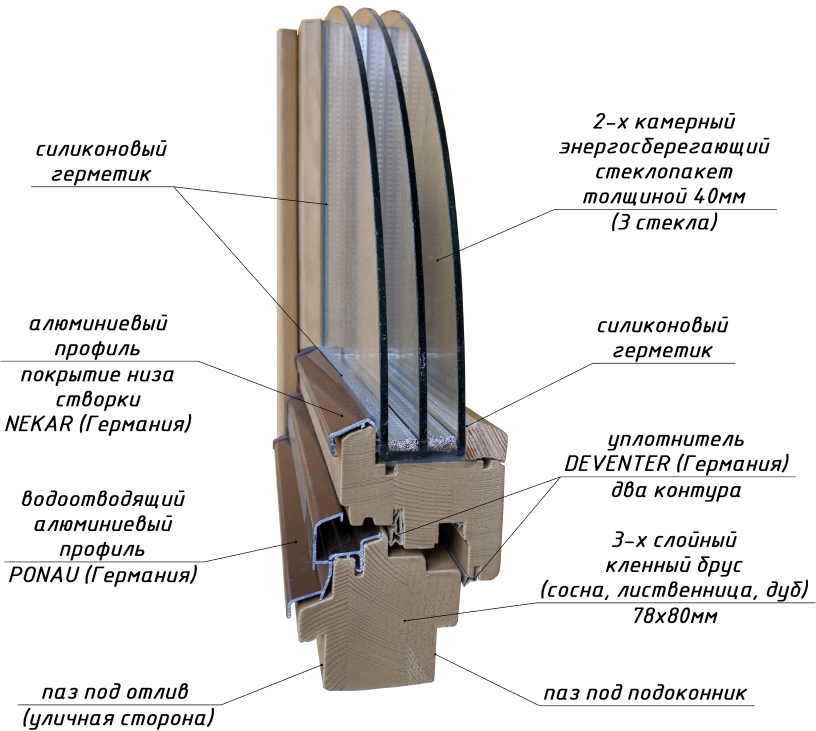 2-х камерный
энергосберегающий
стеклопакет
толщиной 40мм
(3 стекла)
силиконовый
герметик
алюминиевый
профиль
покрытие низа
створки
NEKAR (Германия)
силиконовый
герметик
уплотнитель
DEVENTER (Германия)
два контура
водоотводящий
алюминиевый
профиль
PONAU (Германия)
3-х слойный
кленный брус
(сосна, лиственница, дуб)
78х80мм
паз под отлив
(уличная сторона)
паз под подоконник